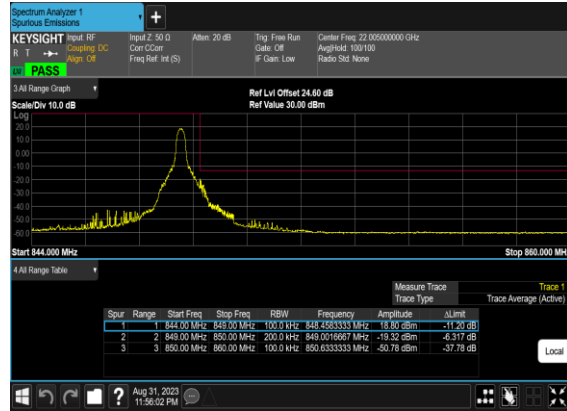 Spectrum Analyzer 1
Spurious Emissions
KEYSIGHT Input: RF Input Z: 50 Ω Atten: 20 dB Trig: Free Run Center Freq: 22.005000000 GHz
R T Coupling: DC Corr CCorr Gate: Off Avg|Hold: 100/100
Align: Off Freq Ref: Int (S) IF Gain: Low Radio Std: None
PASS
3 All Range Graph
Ref Lvl Offset 24.60 dB
Scale/Div 10.0 dB Ref Value 30.00 dBm
Log
20.0
10.0
0.00
-10.0
-20.0
-30.0
-40.0
-50.0
-60.0
Start 844.000 MHz Stop 860.000 MH
4 All Range Table
Measure Trace Trace 1
Trace Type Trace Average (Active)
Spur Range Start Freq Stop Freq RBW Frequency Amplitude ΔLimit
1 1 844.00 MHz 849.00 MHz 100.0 kHz 848.4583333 MHz 18.80 dBm -11.20 dB
2 2 849.00 MHz 850.00 MHz 200.0 kHz 849.0016667 MHz -19.32 dBm -6.317 dB
3 3 850.00 MHz 860.00 MHz 100.0 kHz 850.6333333 MHz -50.78 dBm -37.78 dB
Local
? Aug 31, 2023
11:56:02 PM